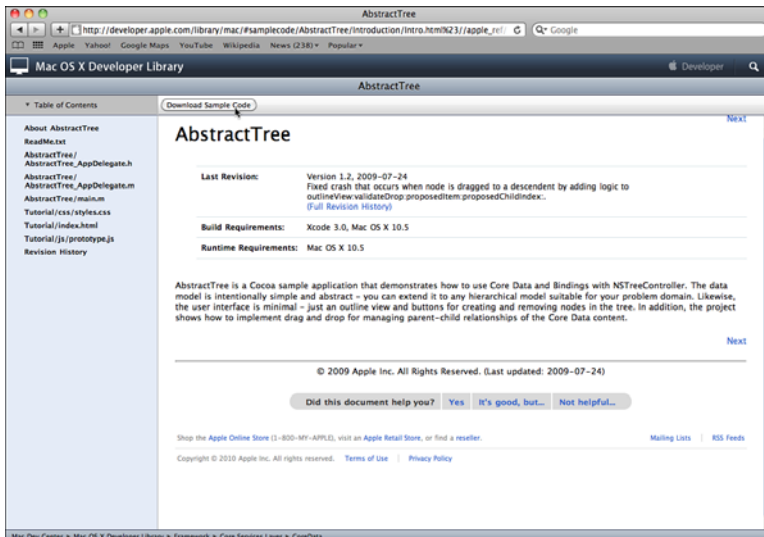 AbstractTree
http://developer.apple.com/library/mac/#samplecode/AbstractTree/Introduction/Intro.html%23//apple_ref/
Google
Apple Yahoo! Google Maps YouTube Wikipedia News (238) Popular
Mac OS X Developer Library
Developer
AbstractTree
Table of Contents
Download Sample Code
Next
About AbstractTree
ReadMe.txt
AbstractTree/
AbstractTree_AppDelegate.h
AbstractTree/
AbstractTree_AppDelegate.m
AbstractTree/main.m
Tutorial/css/styles.css
Tutorial/index.html
Tutorial/js/prototype.js
Revision History
AbstractTree
Last Revision: Version 1.2, 2009-07-24
Fixed crash that occurs when node is dragged to a descendent by adding logic to
outlineView:validateDrop:proposedItem:proposedChildIndex:.
(Full Revision History)
Build Requirements: Xcode 3.0, Mac OS X 10.5
Runtime Requirements: Mac OS X 10.5
AbstractTree is a Cocoa sample application that demonstrates how to use Core Data and Bindings with NSTreeController. The data
model is intentionally simple and abstract - you can extend it to any hierarchical model suitable for your problem domain. Likewise,
the user interface is minimal - just an outline view and buttons for creating and removing nodes in the tree. In addition, the project
shows how to implement drag and drop for managing parent-child relationships of the Core Data content.
Next
© 2009 Apple Inc. All Rights Reserved. (Last updated: 2009-07-24)
Did this document help you? Yes It's good, but... Not helpful...
Shop the Apple Online Store (1-800-MY-APPLE), visit an Apple Retail Store, or find a reseller.
Mailing Lists | RSS Feeds
Copyright © 2010 Apple Inc. All rights reserved. Terms of Use | Privacy Policy
Mac Dev Center > Mac OS X Developer Library > Framework > Core Services Layer > CoreData